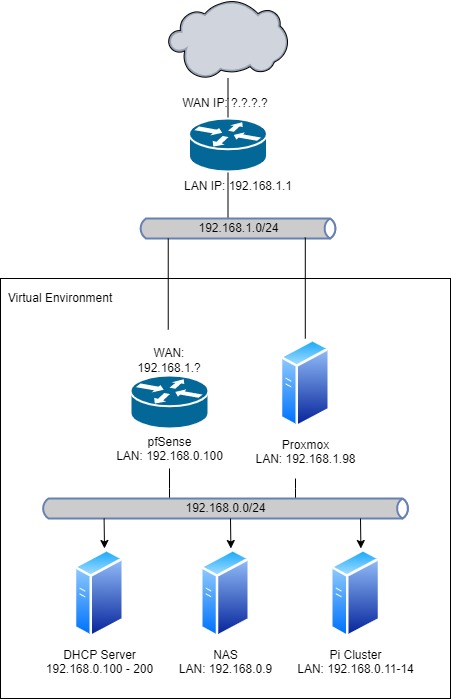 WAN IP: ?.?.?.?
LAN IP: 192.168.1.1
192.168.1.0/24
Virtual Environment
WAN:
192.168.1.?
pfSense
LAN: 192.168.0.100
Proxmox
LAN: 192.168.1.98
192.168.0.0/24
DHCP Server
192.168.0.100 - 200
NAS
LAN: 192.168.0.9
Pi Cluster
LAN: 192.168.0.11-14